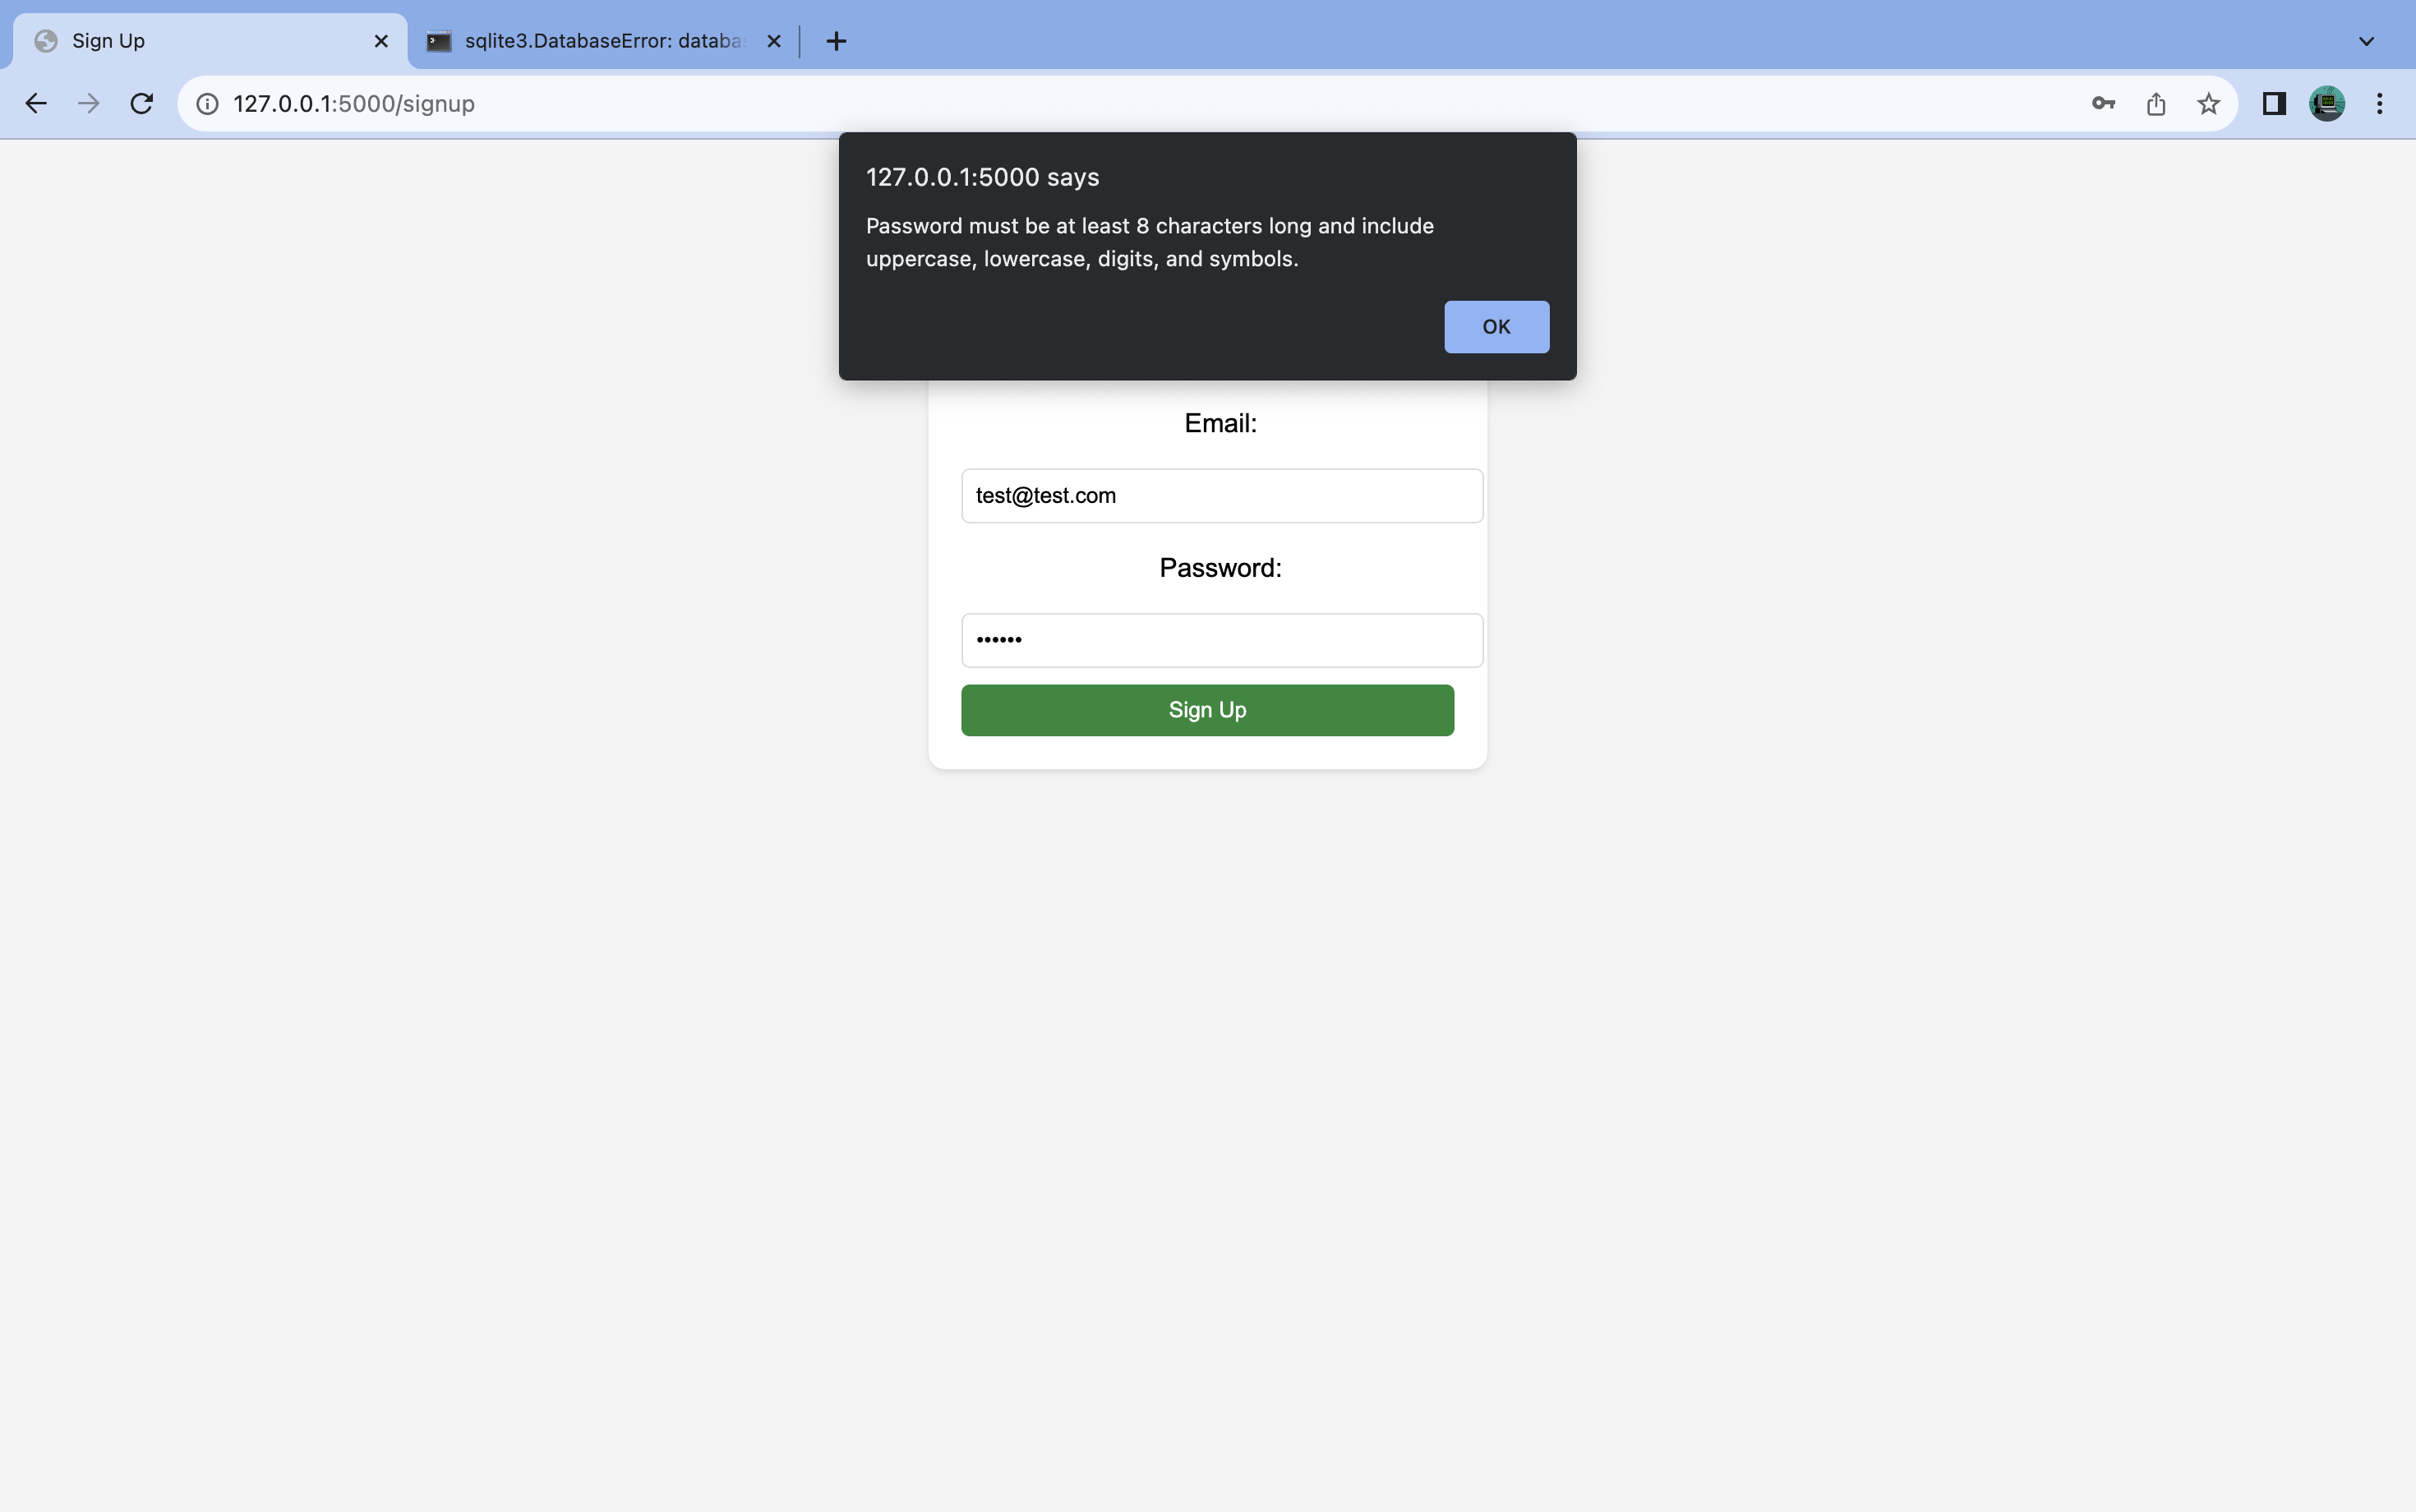 Sign Up
sqlite3.DatabaseError: databa
127.0.0.1:5000/signup
127.0.0.1:5000 says
Password must be at least 8 characters long and include
uppercase, lowercase, digits, and symbols.
OK
Email:
test@test.com
Password:
••••••
Sign Up